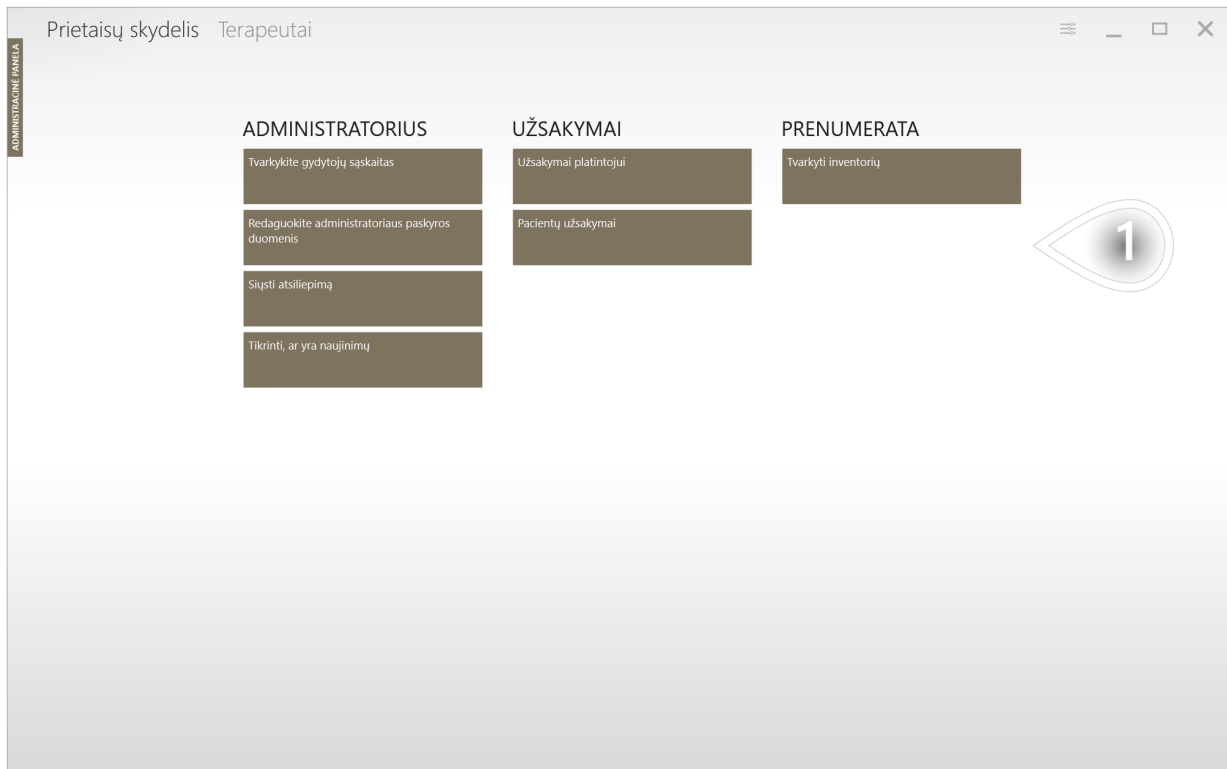 Prietaisų skydelis Terapeutai
ADMINISTRACINĖ PANELA
ADMINISTRATORIUS
Tvarkykite gydytojų sąskaitas
Redaguokite administratoriaus paskyros
duomenis
Siųsti atsiliepimą
Tikrinti, ar yra naujinimų
UŽSAKYMAI
Užsakymai platintojui
Pacientų užsakymai
PRENUMERATA
Tvarkyti inventorių
1